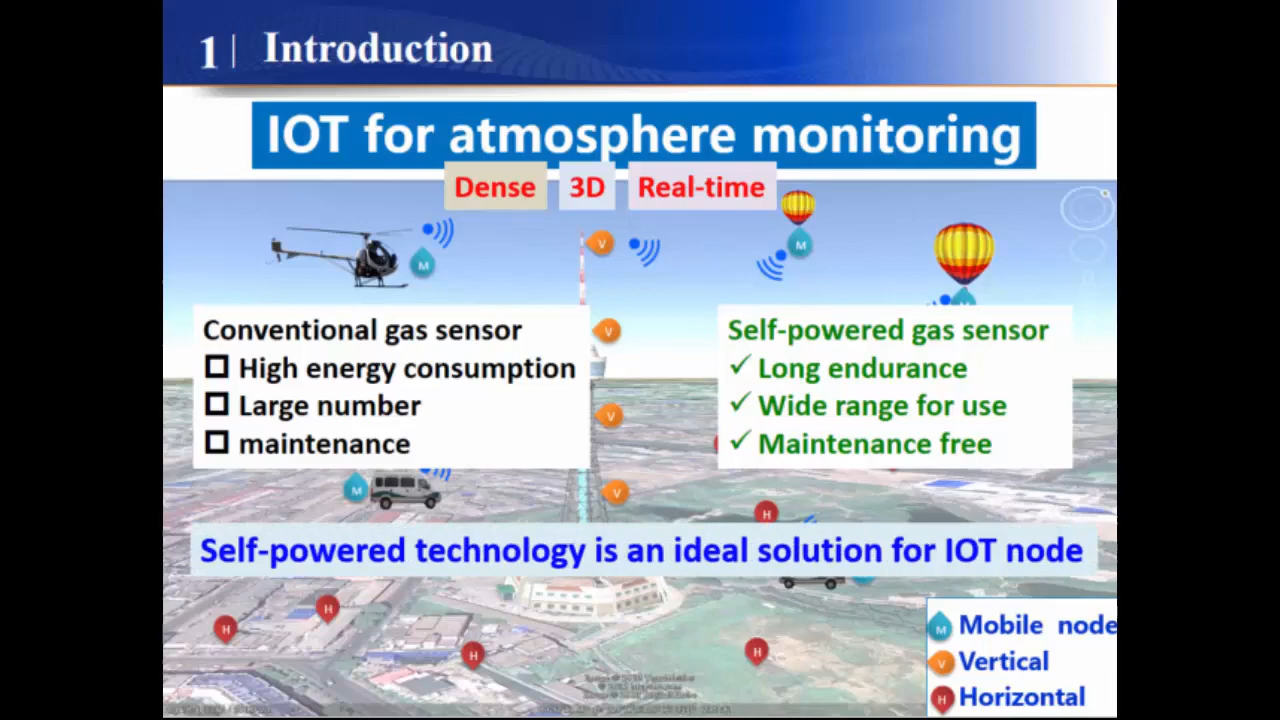 1 | Introduction
IOT for atmosphere monitoring
Dense 3D Real-time
M
V
M
M
Conventional gas sensor
High energy consumption
Large number
maintenance
V
Self-powered gas sensor
✓ Long endurance
✓ Wide range for use
✓ Maintenance free
V
M
V
H
Self-powered technology is an ideal solution for IOT node
H
H
H
H
M Mobile node
V Vertical
H Horizontal